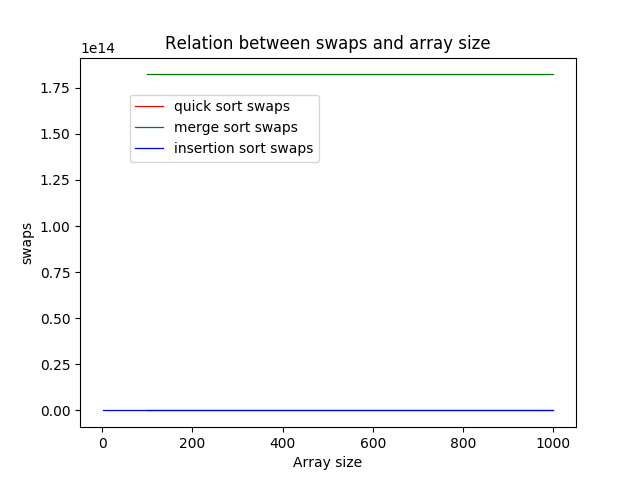 Relation between swaps and array size
1e14
1.75
1.50
1.25
1.00
0.75
0.50
0.25
0.00
swaps
quick sort swaps
merge sort swaps
insertion sort swaps
0 200 400 600 800 1000
Array size